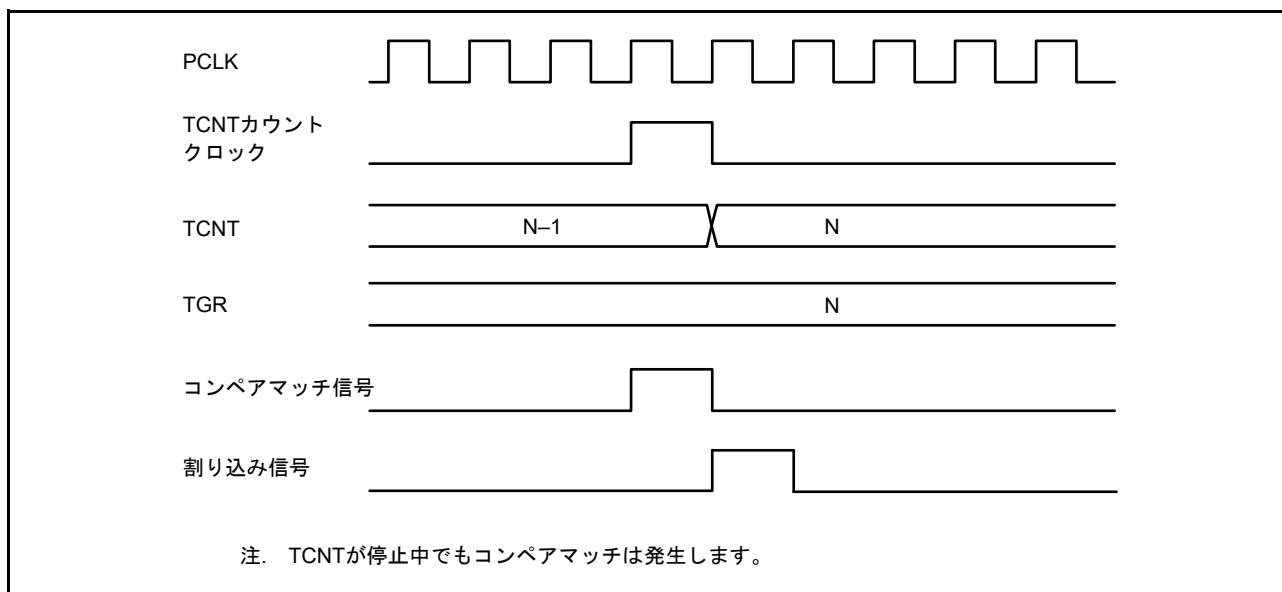 PCLK
TCNTカウント
クロック
TCNT
N–1
N
TGR
N
コンペアマッチ信号
割り込み信号
注. TCNTが停止中でもコンペアマッチは発生します。